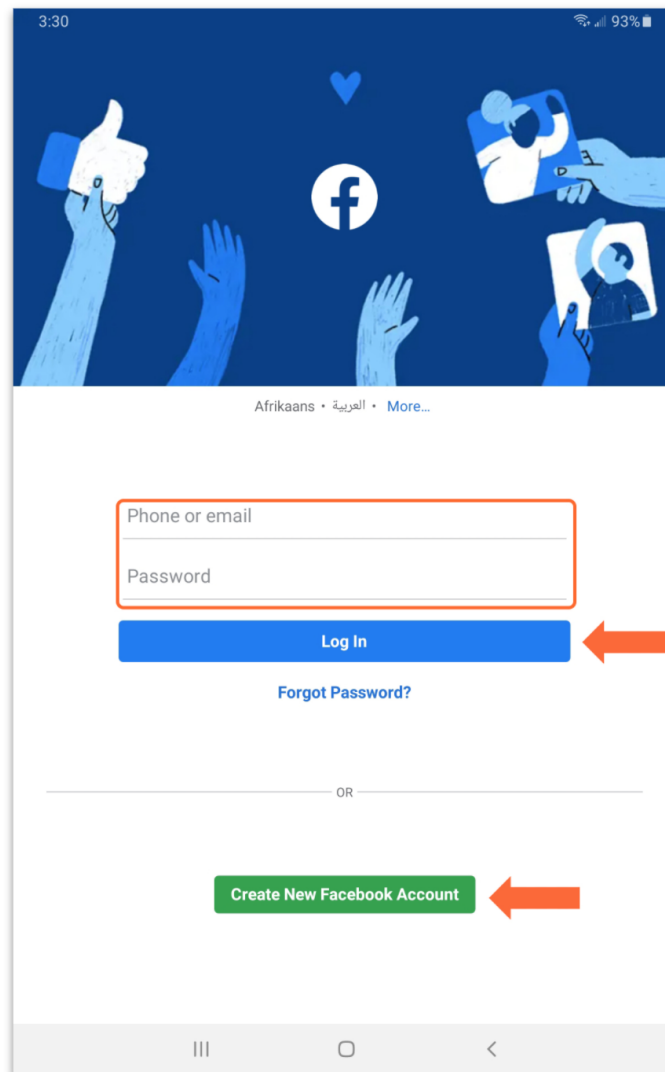 3:30 93%
Afrikaans • العربية • More...
Phone or email
Password
Log In
Forgot Password?
OR
Create New Facebook Account